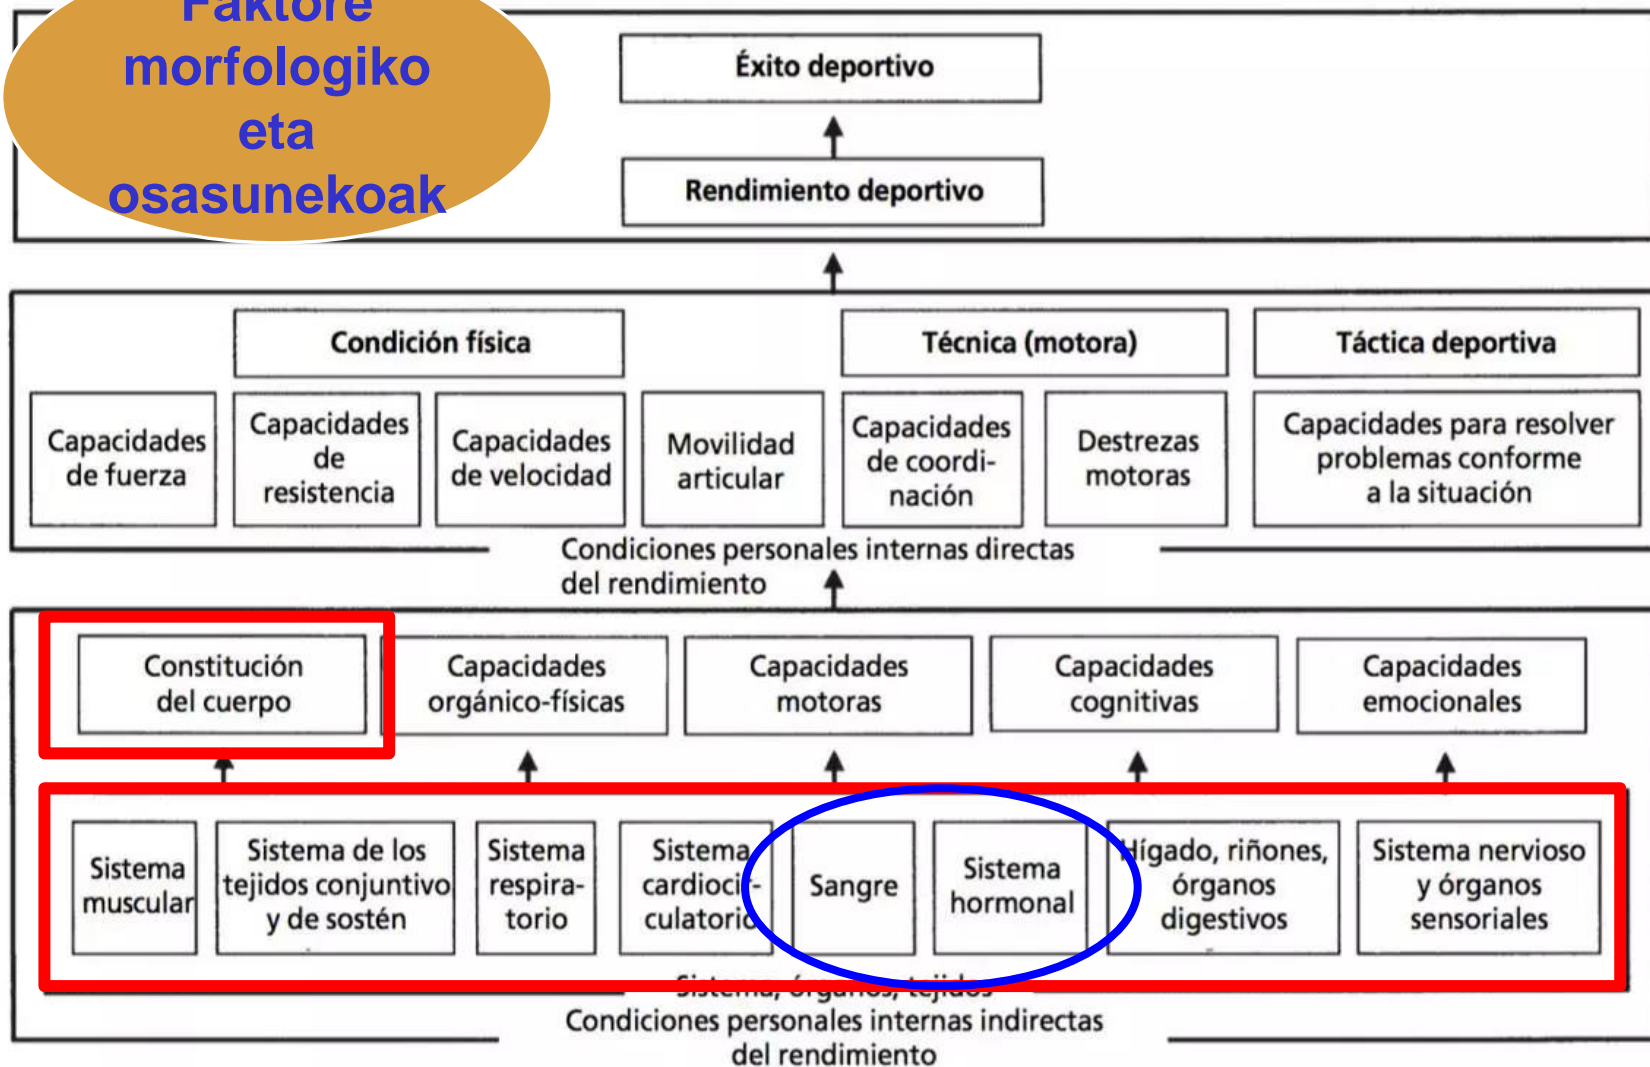 Faktore
morfologiko
eta
osasunekoak
Éxito deportivo
Rendimiento deportivo
Condición física
Técnica (motora)
Táctica deportiva
Capacidades
de fuerza
Capacidades
de
resistencia
Capacidades
de velocidad
Movilidad
articular
Capacidades
de coordi-
nación
Destrezas
motoras
Capacidades para resolver
problemas conforme
a la situación
Condiciones personales internas directas
del rendimiento
Constitución
del cuerpo
Capacidades
orgánico-físicas
Capacidades
motoras
Capacidades
cognitivas
Capacidades
emocionales
Sistema
muscular
Sistema de los
tejidos conjuntivo
y de sostén
Sistema
respira-
torio
Sistema
cardiocir-
culatorio
Sangre
Sistema
hormonal
Hígado, riñones,
órganos
digestivos
Sistema nervioso
y órganos
sensoriales
Sistema, órganos, tejidos
Condiciones personales internas indirectas
del rendimiento